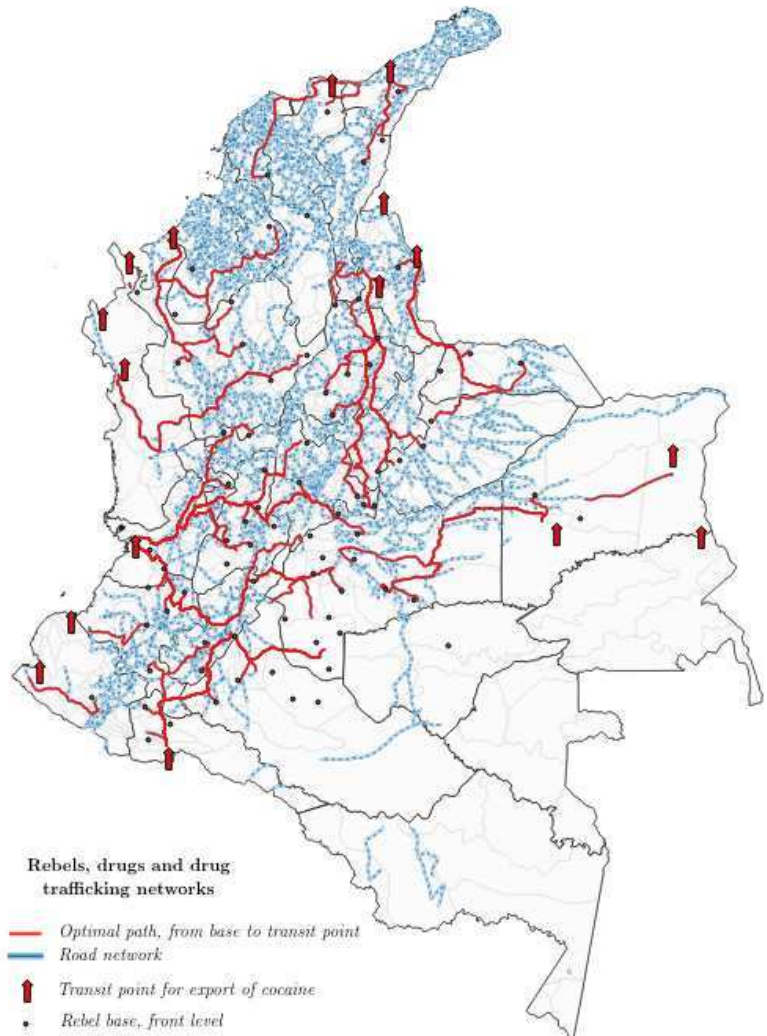 Rebels, drugs and drug
trafficking networks
Optimal path, from base to transit point
Road network
Transit point for export of cocaine
Rebel base, front level